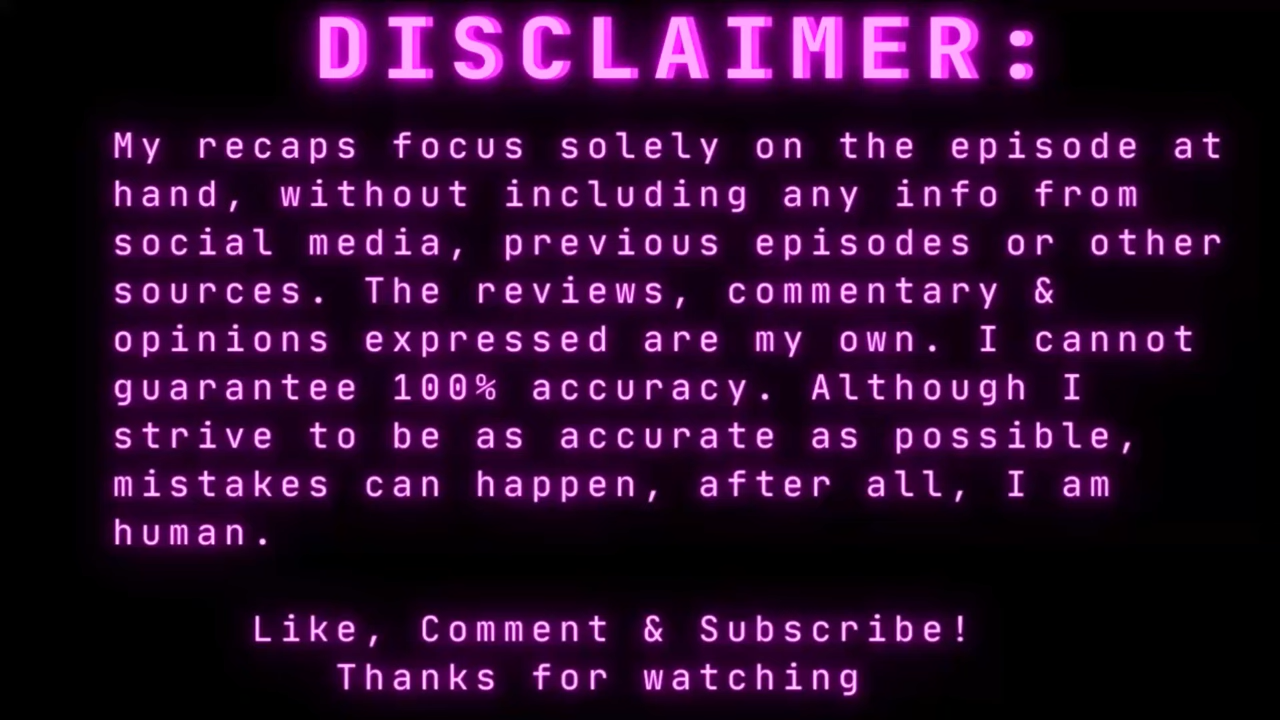 DISCLAIMER:
My recaps focus solely on the episode at
hand, without including any info from
social media, previous episodes or other
sources. The reviews, commentary &
opinions expressed are my own. I cannot
guarantee 100% accuracy. Although I
strive to be as accurate as possible,
mistakes can happen, after all, I am
human.
Like, Comment & Subscribe!
Thanks for watching